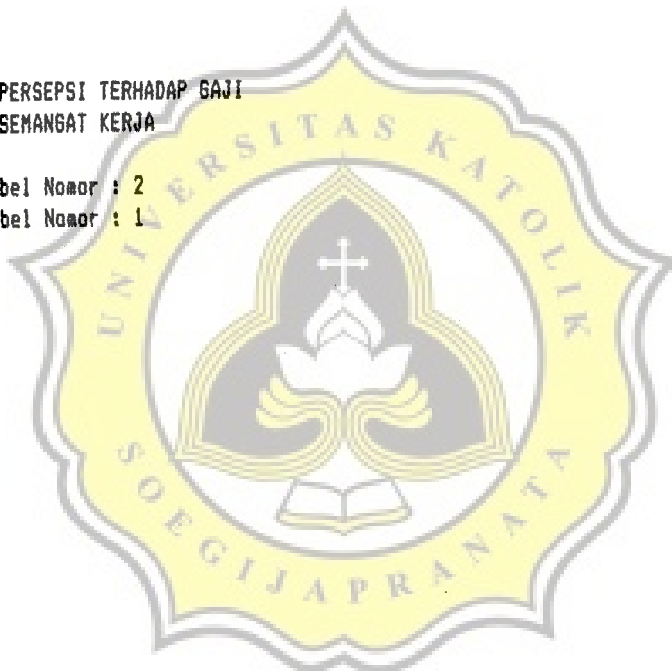 PERSEPSI TERHADAP GAJI
SEMANGAT KERJA
bel Nomor : 2
bel Nomor : 1
UNIVERSITAS KATOLIK
SOEGIJAPRANATA